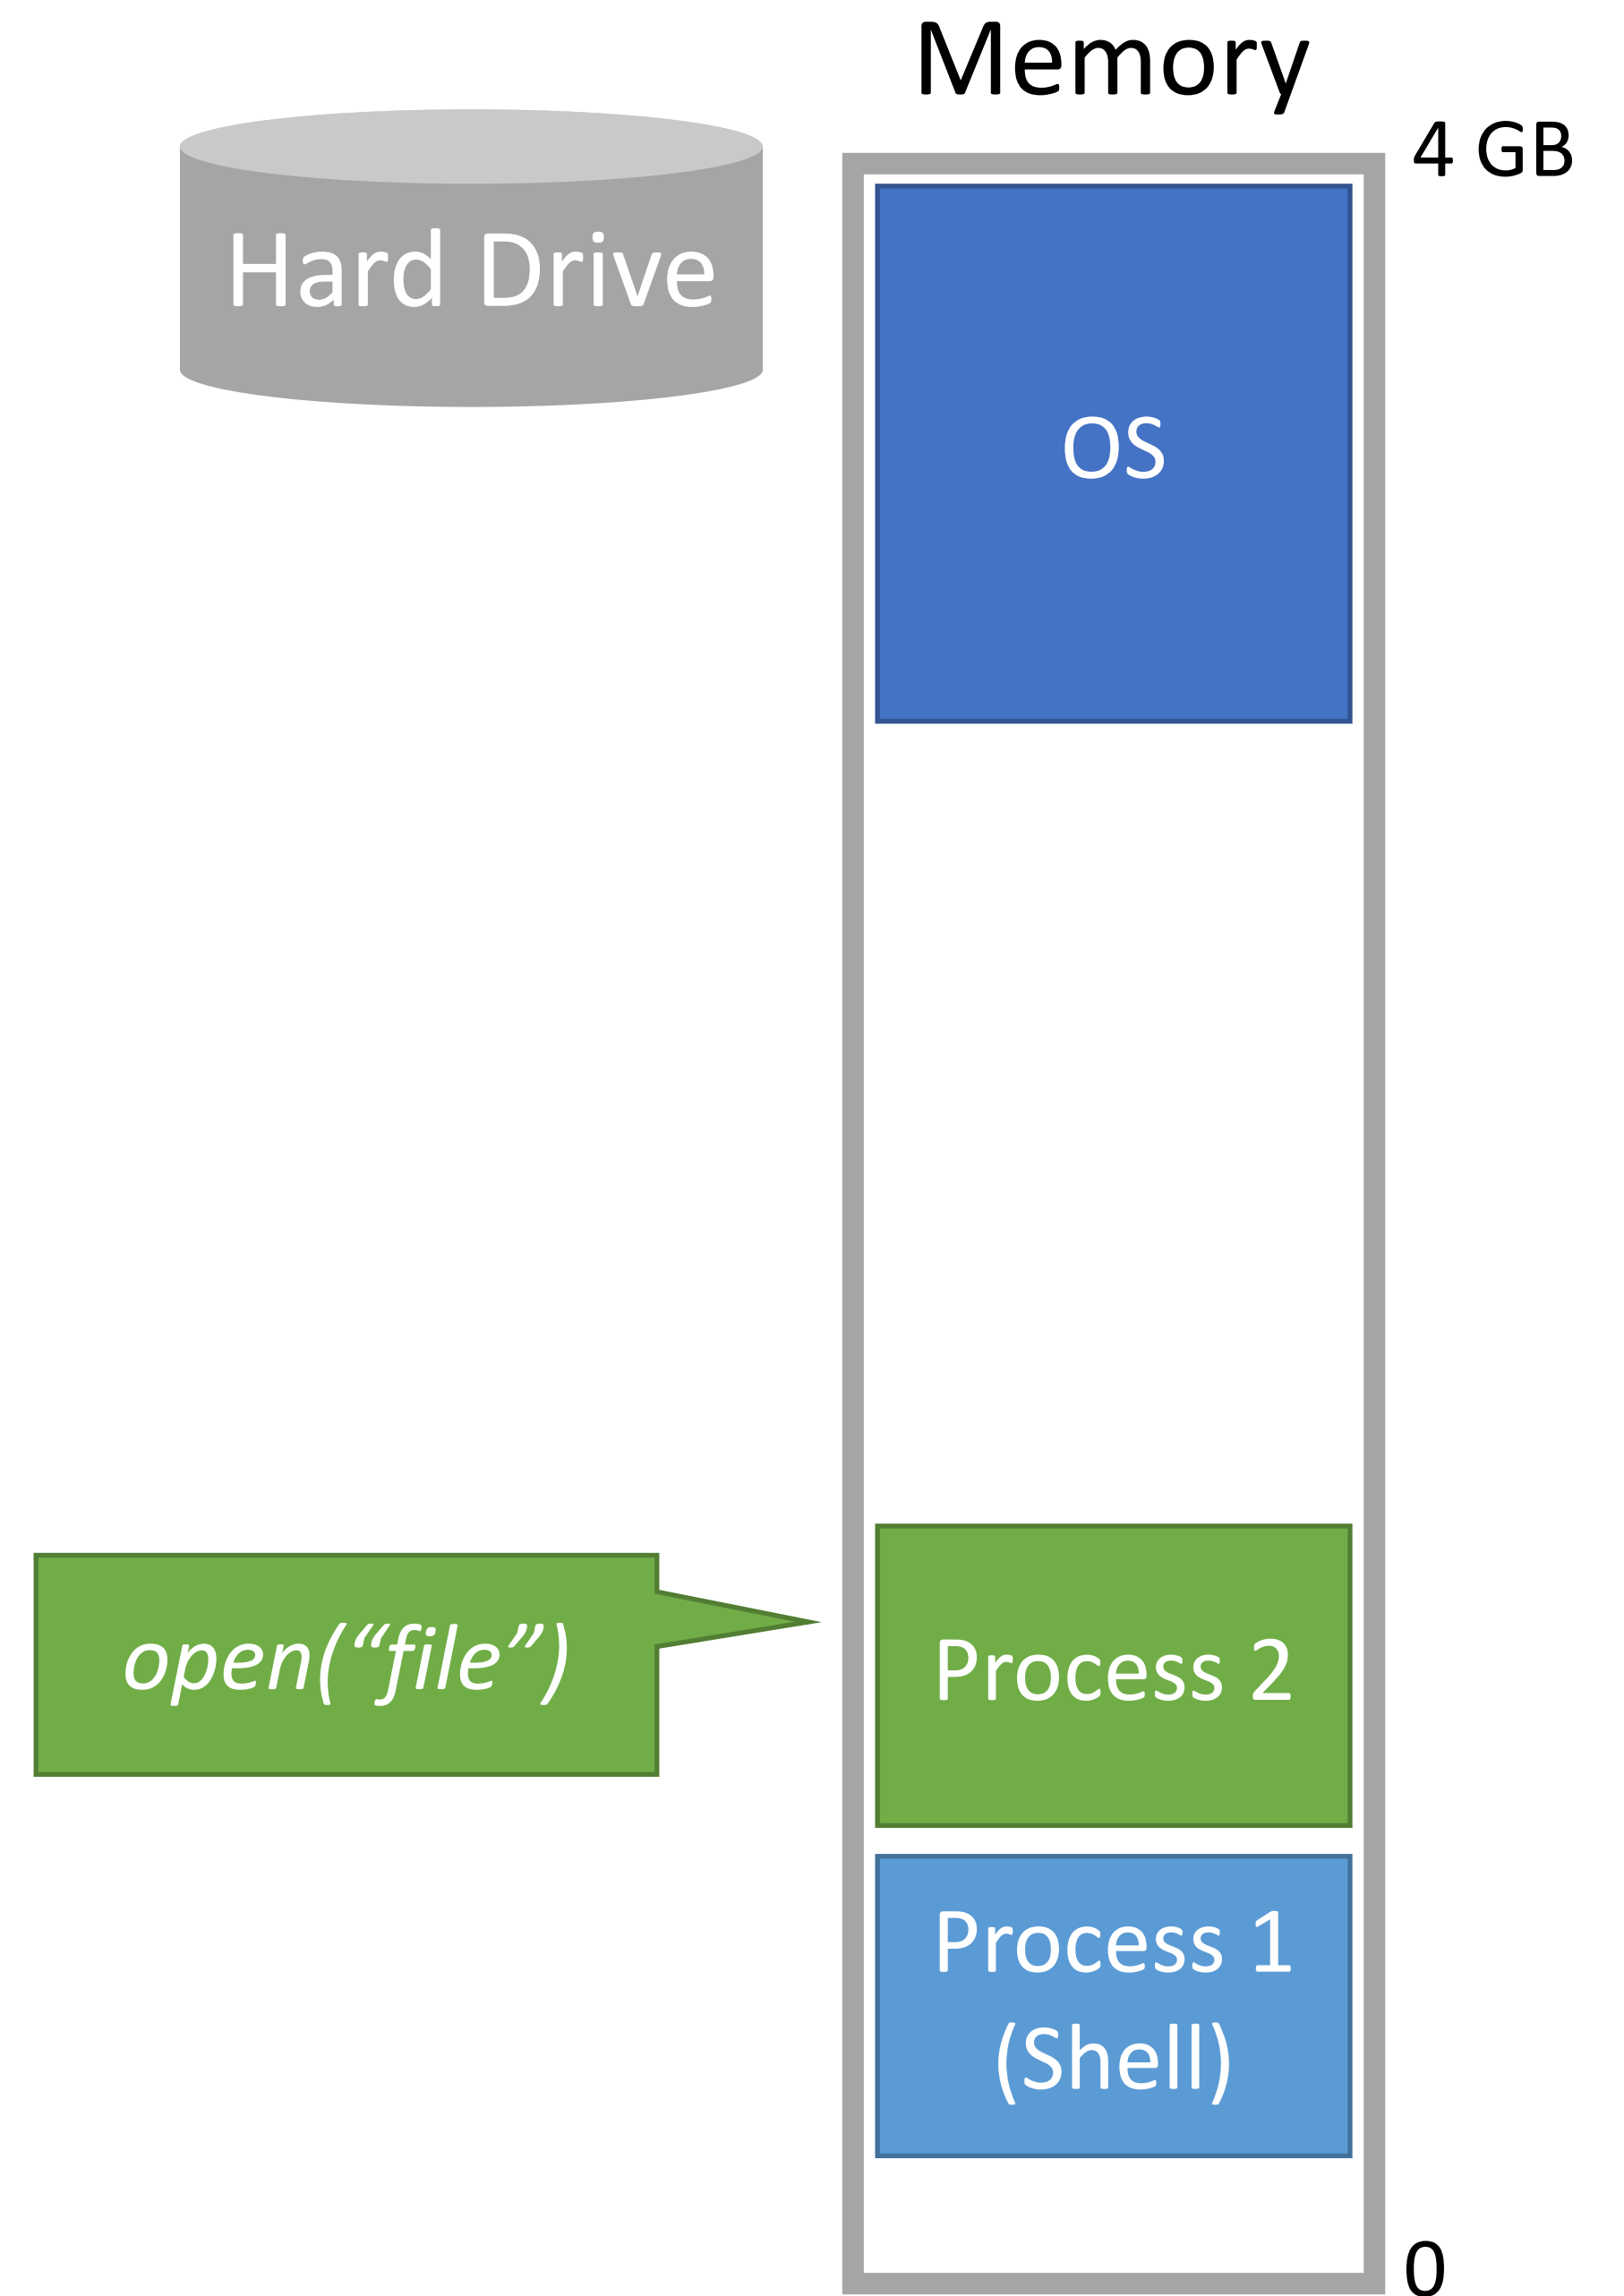 Memory
4 GB
Hard Drive
OS
open(“file”)
Process 2
Process 1
(Shell)
0